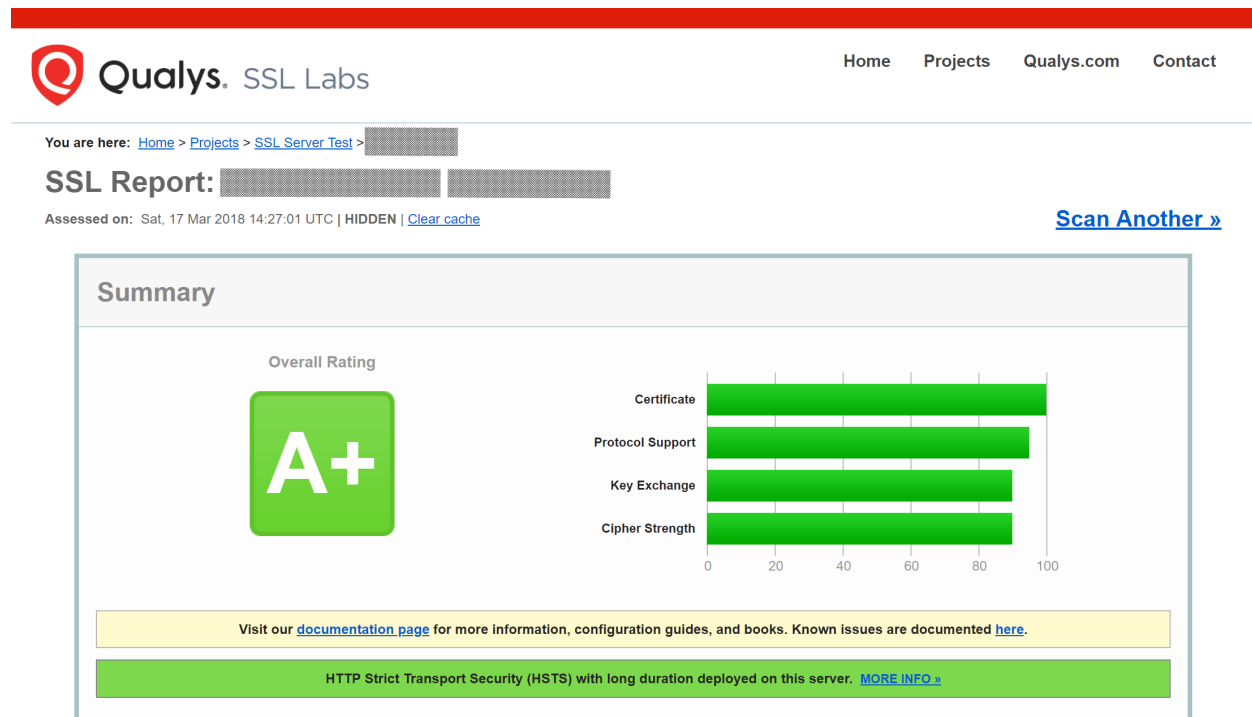 Qualys. SSL Labs
Home Projects Qualys.com Contact
You are here: Home > Projects > SSL Server Test >
SSL Report:
Assessed on: Sat, 17 Mar 2018 14:27:01 UTC | HIDDEN | Clear cache
Scan Another »
Summary
Overall Rating
A+
Certificate
Protocol Support
Key Exchange
Cipher Strength
0 20 40 60 80 100
Visit our documentation page for more information, configuration guides, and books. Known issues are documented here.
HTTP Strict Transport Security (HSTS) with long duration deployed on this server. MORE INFO »